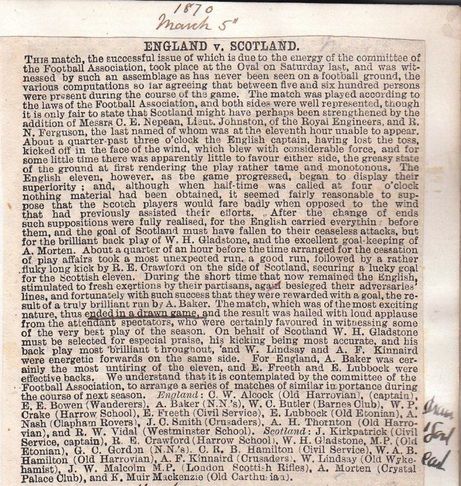 1870
March 5th
ENGLAND v. SCOTLAND.
THIS match, the successful issue of which is due to the energy of the committee of
the Football Association, took place at the Oval on Saturday last, and was wit-
nessed by such an assemblage as has never been seen on a football ground, the
various computations so far agreeing that between five and six hundred persons
were present during the course of the game. The match was played according to
the laws of the Football Association, and both sides were well represented, though
it is only fair to state that Scotland might have perhaps been strengthened by the
addition of Messrs C. E. Nepean, Lieut. Johnston, of the Royal Engineers, and K.
N. Ferguson, the last named of whom was at the eleventh hour unable to appear.
About a quarter-past three o'clock the English captain, having lost the toss,
kicked off in the face of the wind, which blew with considerable force, and for
some little time there was apparently little to favour either side, the greasy state
of the ground at first rendering the play rather tame and monotonous. The
English eleven, however, as the game progressed, began to display their
superiority; and, although when half-time was called at four o'clock
nothing material had been obtained, it seemed fairly reasonable to sup-
pose that the Scotch players would fare badly when opposed to the wind
that had previously assisted their efforts. After the change of ends
such suppositions were fully realised, for the English carried everythin before
them, and the goal of Scotland must have fallen to their ceaseless attacks, but
for the brilliant back play of W. H. Gladstone, and the excellent goal-keeping of
A. Morten. About a quarter of an hour before the time arranged for the cessation
of play affairs took a most unexpected run, a good run, followed by a rather
fluky long kick by R. E. Crawford on the side of Scotland, securing a lucky goal
for the Scottish eleven. During the short time that now remained the English,
stimulated to fresh exertions by their partisans, again besieged their adversaries'
lines, and fortunately with such success that they were rewarded with a goal, the re-
sult of a truly brilliant run by A. Baker. The match, which was of the most exciting
nature, thus ended in a drawn game, and the result was hailed with loud applause
from the attendant spectators, who were certainly favoured in witnessing some
of the very best play of the season. On behalf of Scotland W. H. Gladstone
must be selected for especial praise, his kicking being most accurate, and his
back play most brilliant throughout, and W. Lindsay and A. F. Kinnaird
were energetic forwards on the same side. For England, A. Baker was cer-
ainly the most untiring of the eleven, and E. Freeth and E. Lubbock were
effective backs. We understand that it is contemplated by the committee of the
Football Association, to arrange a series of matches of similar importance during
the course of next season. England: C. W. Alcock (Old Harrovian), (captain),
E. E. Bowen (Wanderers), A. Baker (N.N.'s), W. C. Butler (Barnes Club), W. P.
Crake (Harrow School), E. Freeth (Civil Service), E. Lubbock (Old Etonian), A.
Nash (Clapham Rovers), J. C. Smith (Crusaders), A. H. Thornton (Old Harro-
vian), and R. W. Vidal (Westminster School). Scotland: J. Kirkpatrick (Civil
Service, captain), R. E. Crawford (Harrow School), W. H. Gladstone, M.P. (Old
Etonian), G. C. Gordon (N.N.'s). C. R. B. Hamilton (Civil Service), W. A. B.
Hamilton (Old Harrovian), A. F. Kinnaird (Crusaders), W. Lindsay (Old Wyke-
hamist), J. W. Malcolm M.P. (London Scottish Rifles), A. Morten (Crystal
Palace Club), and K. Muir Mackenzie (Old Carthusian).